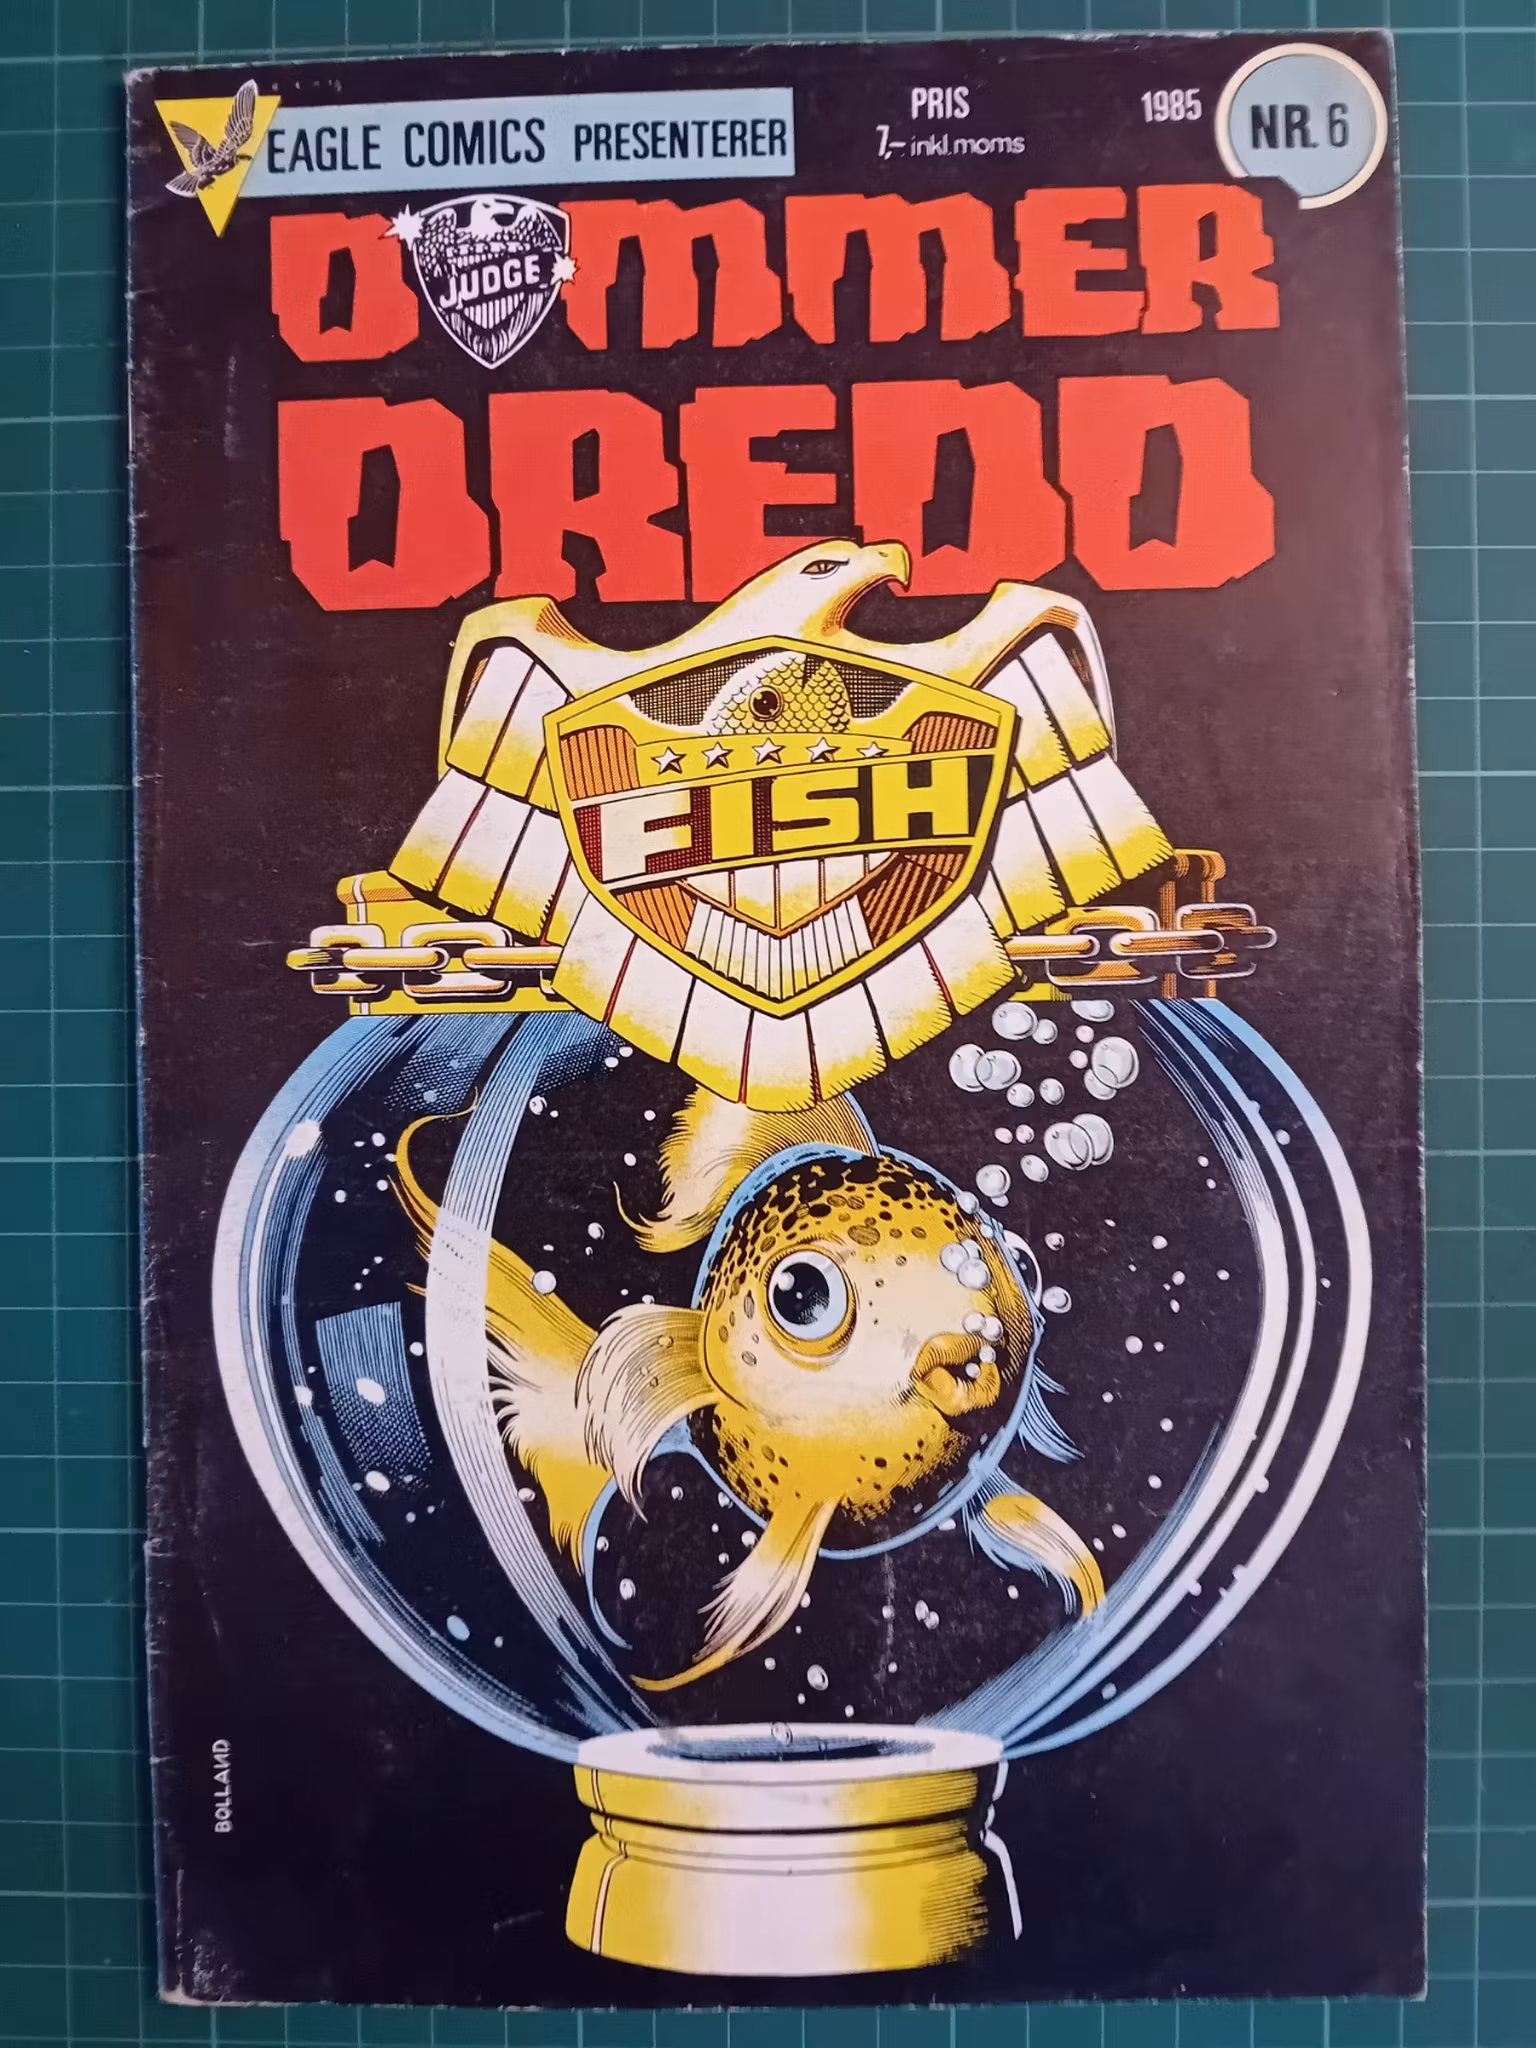 EAGLE COMICS PRESENTERER
PRIS
7,- inkl. moms
1985
NR. 6
DOMMER
JUDGE
DREDD
FISH
BOLLAND